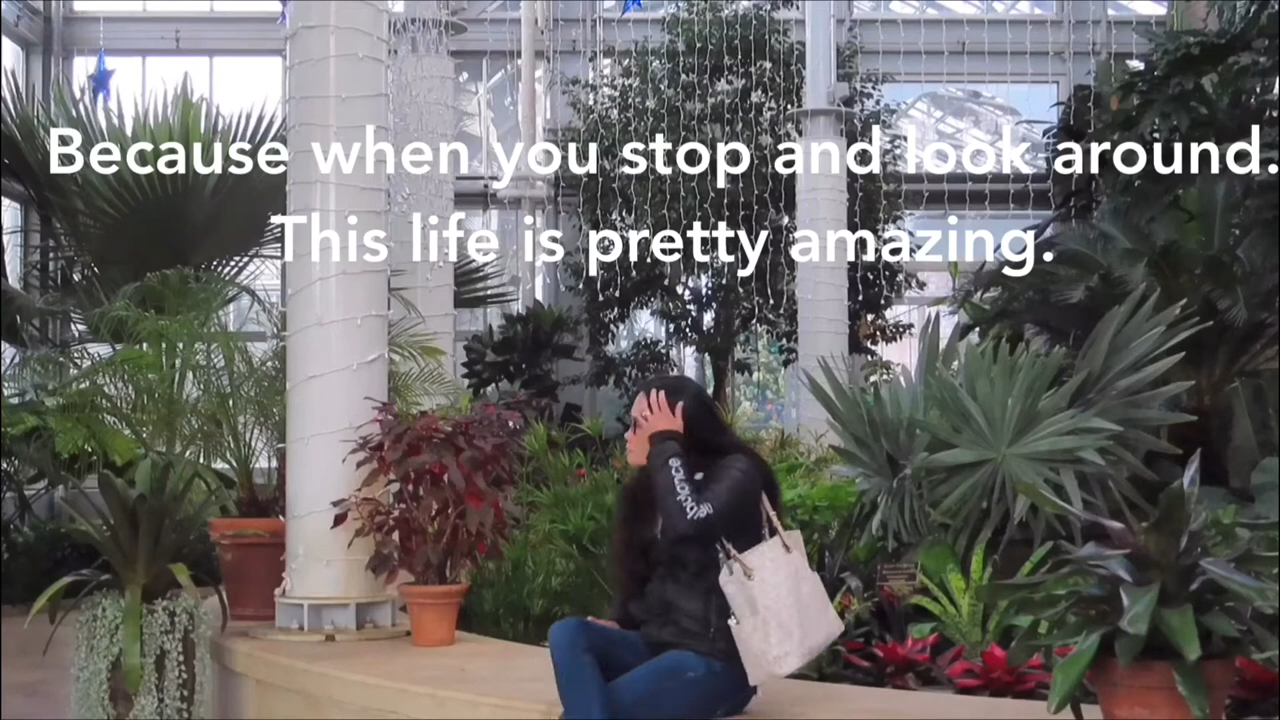 Because when you stop and look around.
This life is pretty amazing.